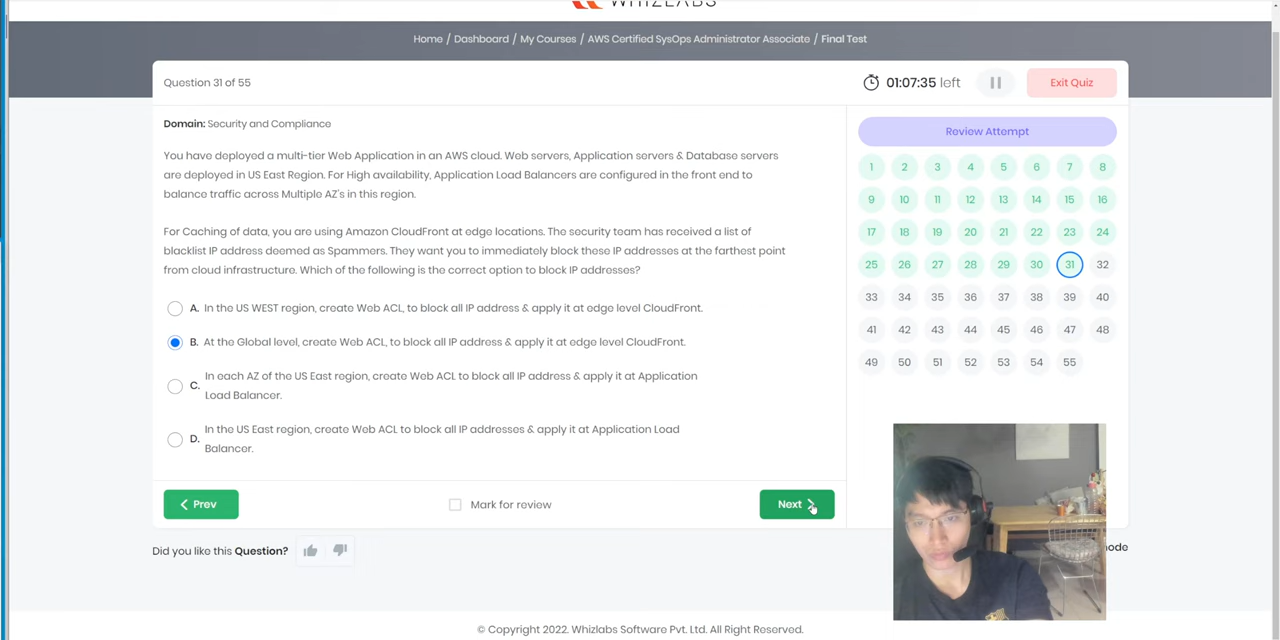 WHIZLABS
Home / Dashboard / My Courses / AWS Certified SysOps Administrator Associate / Final Test
Question 31 of 55
01:07:35 left
Exit Quiz
Domain: Security and Compliance
You have deployed a multi-tier Web Application in an AWS cloud. Web servers, Application servers & Database servers
are deployed in US East Region. For High availability, Application Load Balancers are configured in the front end to
balance traffic across Multiple AZ's in this region.
For Caching of data, you are using Amazon CloudFront at edge locations. The security team has received a list of
blacklist IP address deemed as Spammers. They want you to immediately block these IP addresses at the farthest point
from cloud infrastructure. Which of the following is the correct option to block IP addresses?
A. In the US WEST region, create Web ACL, to block all IP address & apply it at edge level CloudFront.
B. At the Global level, create Web ACL, to block all IP address & apply it at edge level CloudFront.
C. In each AZ of the US East region, create Web ACL to block all IP address & apply it at Application
Load Balancer.
D. In the US East region, create Web ACL to block all IP addresses & apply it at Application Load
Balancer.
Prev
Mark for review
Next
Review Attempt
1 2 3 4 5 6 7 8
9 10 11 12 13 14 15 16
17 18 19 20 21 22 23 24
25 26 27 28 29 30 31 32
33 34 35 36 37 38 39 40
41 42 43 44 45 46 47 48
49 50 51 52 53 54 55
Did you like this Question?
© Copyright 2022. Whizlabs Software Pvt. Ltd. All Right Reserved.